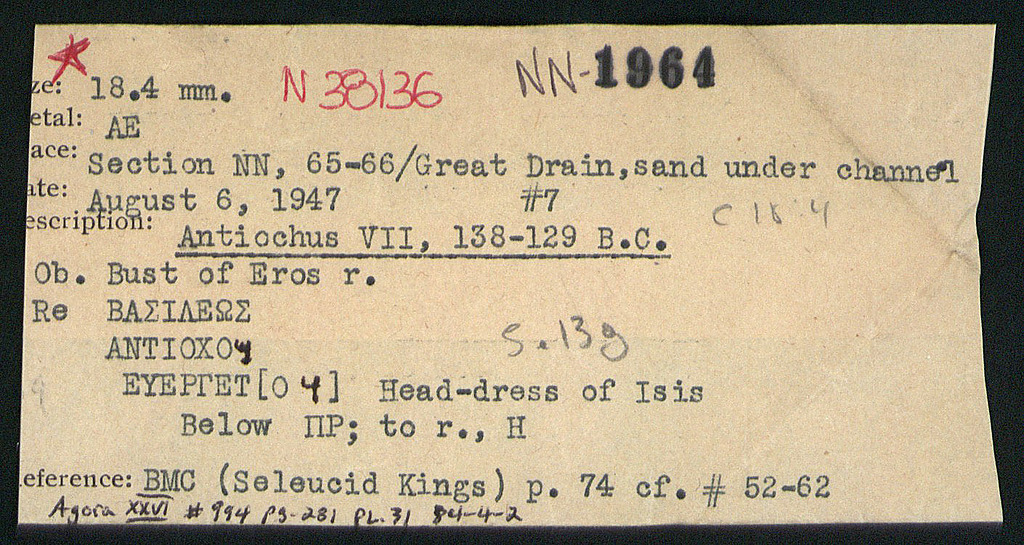 ★ N 38136 NN-1964
ze: 18.4 mm.
etal: AE
ace: Section NN, 65-66/Great Drain,sand under channel
ate: August 6, 1947 #7
C 18.4
escription: Antiochus VII, 138-129 B.C.
Ob. Bust of Eros r.
Re ΒΑΣΙΛΕΩΣ
ΑΝΤΙΟΧΟΥ
5.13g
ΕΥΕΡΓΕΤ[ΟΥ] Head-dress of Isis
Below ΠΡ; to r., Η
eference: BMC (Seleucid Kings) p. 74 cf. # 52-62
Agora XXVI # 994 pg. 281 PL. 31 84-4-2